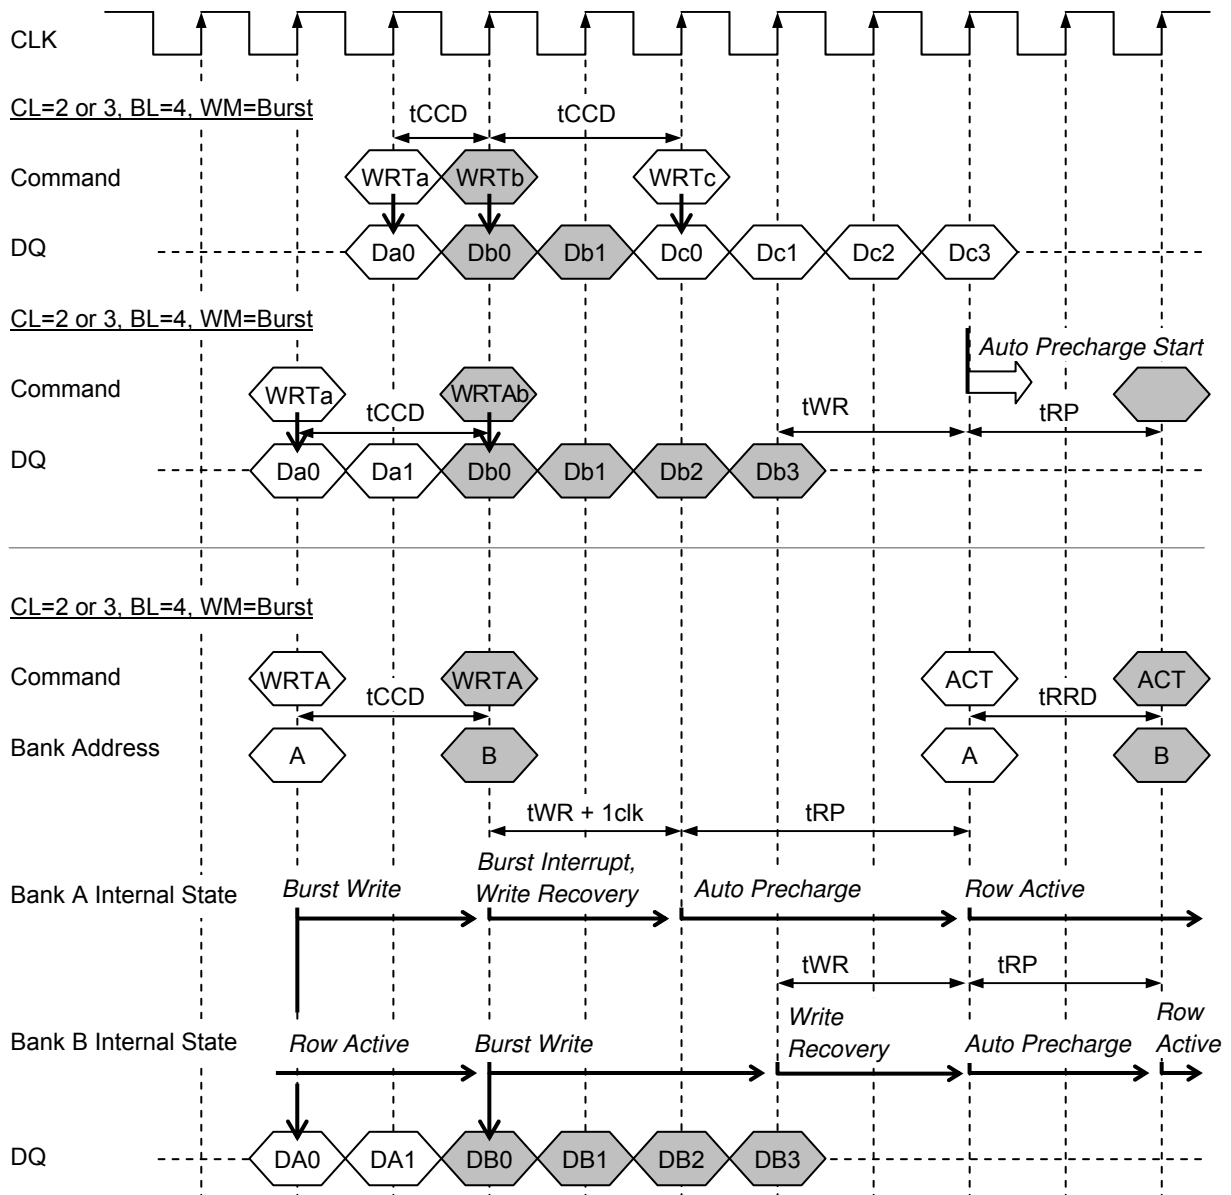 CLK
CL=2 or 3, BL=4, WM=Burst
tCCD tCCD
Command WRTa WRTb WRTc
DQ Da0 Db0 Db1 Dc0 Dc1 Dc2 Dc3
CL=2 or 3, BL=4, WM=Burst
Auto Precharge Start
Command WRTa WRTAb
tCCD tWR tRP
DQ Da0 Da1 Db0 Db1 Db2 Db3
CL=2 or 3, BL=4, WM=Burst
Command WRTA WRTA ACT ACT
tCCD tRRD
Bank Address A B A B
tWR + 1clk tRP
Burst Interrupt,
Bank A Internal State Burst Write Write Recovery Auto Precharge Row Active
tWR tRP
Write Row
Bank B Internal State Row Active Burst Write Recovery Auto Precharge Active
DQ DA0 DA1 DB0 DB1 DB2 DB3